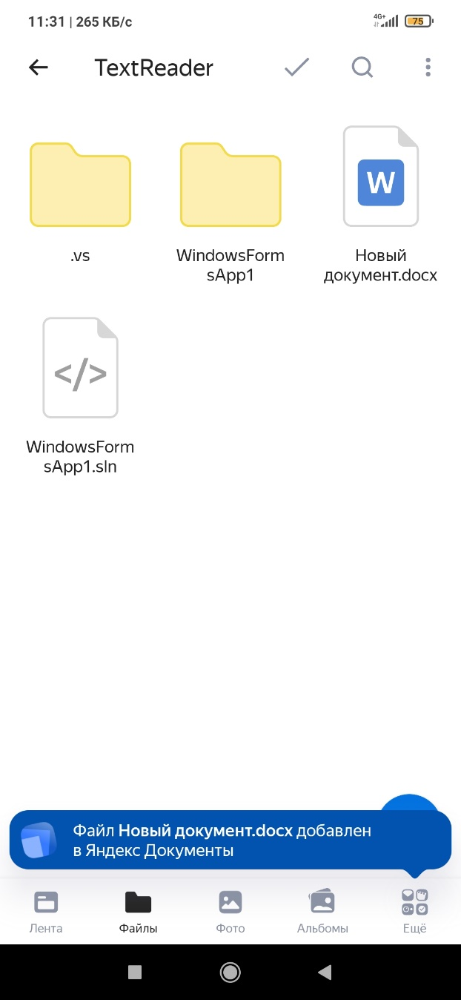 11:31 | 265 КБ/с
4G+
75
TextReader
.vs
WindowsForm
sApp1
W
Новый
документ.docx
</>
WindowsForm
sApp1.sln
Файл Новый документ.docx добавлен
в Яндекс Документы
Лента
Файлы
Фото
Альбомы
Ещё